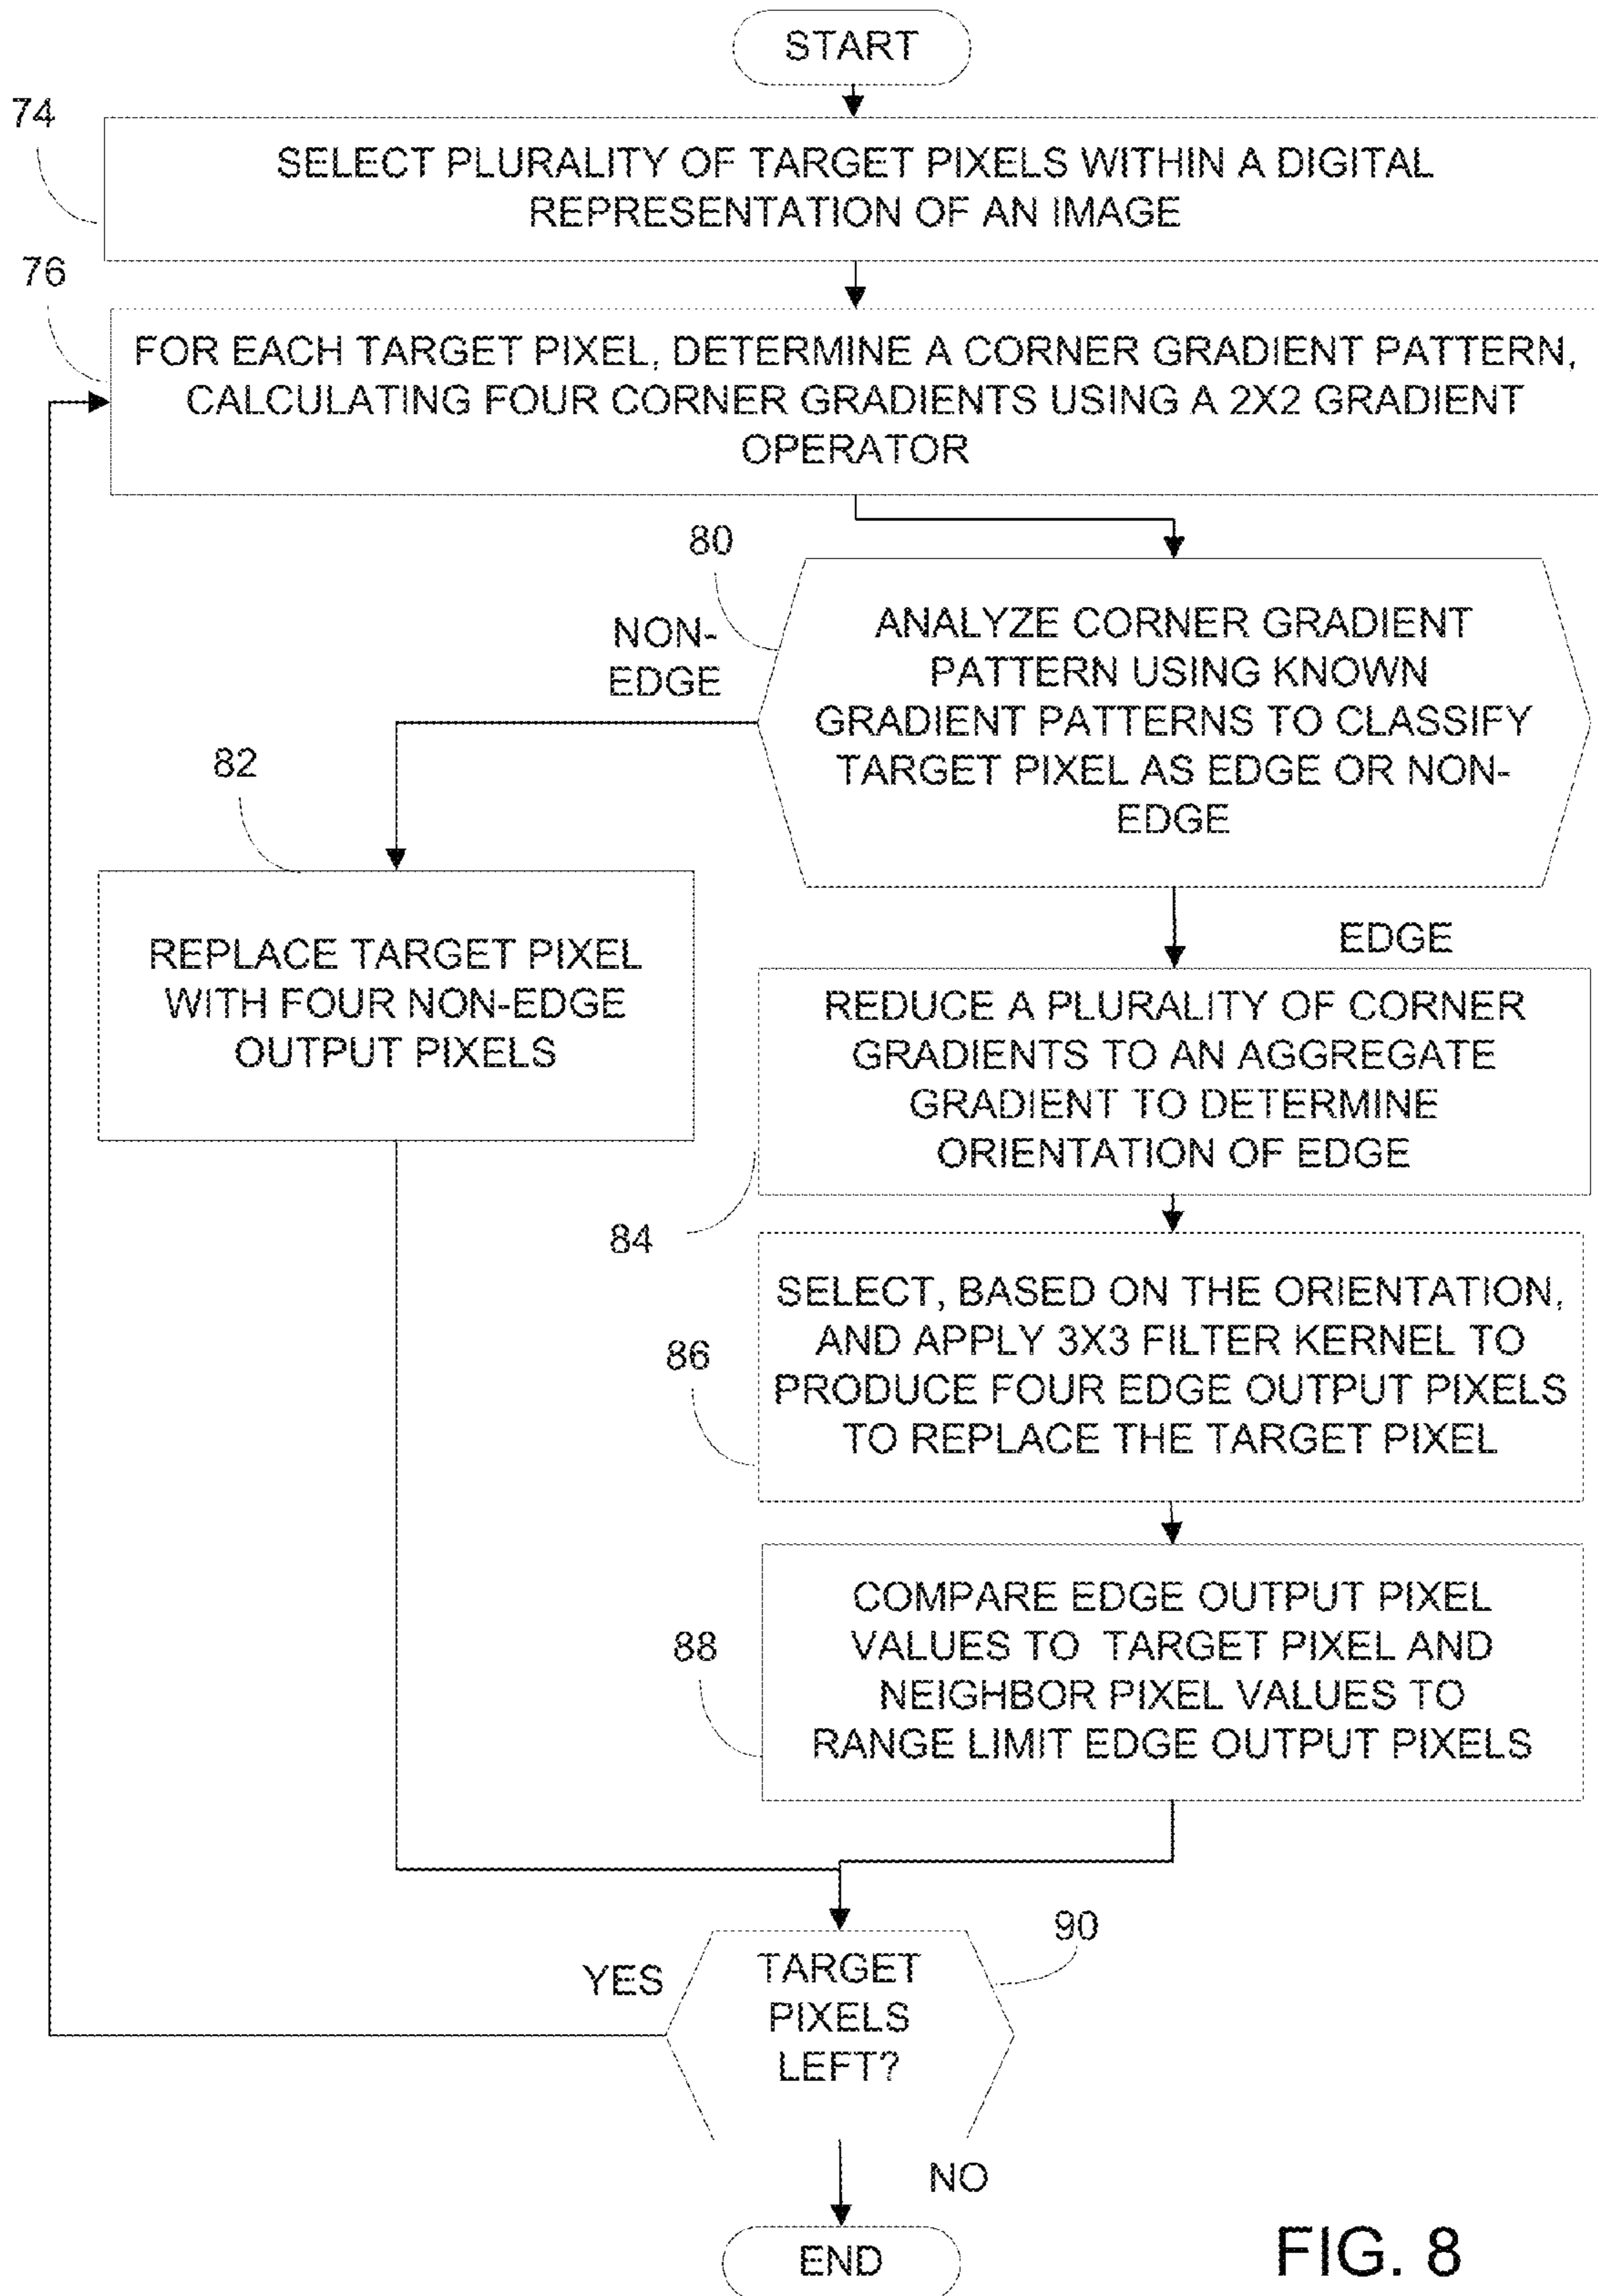 START
74
SELECT PLURALITY OF TARGET PIXELS WITHIN A DIGITAL
REPRESENTATION OF AN IMAGE
76
FOR EACH TARGET PIXEL, DETERMINE A CORNER GRADIENT PATTERN,
CALCULATING FOUR CORNER GRADIENTS USING A 2X2 GRADIENT
OPERATOR
80
NON-
EDGE
ANALYZE CORNER GRADIENT
PATTERN USING KNOWN
GRADIENT PATTERNS TO CLASSIFY
TARGET PIXEL AS EDGE OR NON-
EDGE
82
REPLACE TARGET PIXEL
WITH FOUR NON-EDGE
OUTPUT PIXELS
EDGE
REDUCE A PLURALITY OF CORNER
GRADIENTS TO AN AGGREGATE
GRADIENT TO DETERMINE
ORIENTATION OF EDGE
84
SELECT, BASED ON THE ORIENTATION,
AND APPLY 3X3 FILTER KERNEL TO
PRODUCE FOUR EDGE OUTPUT PIXELS
TO REPLACE THE TARGET PIXEL
86
COMPARE EDGE OUTPUT PIXEL
VALUES TO TARGET PIXEL AND
NEIGHBOR PIXEL VALUES TO
RANGE LIMIT EDGE OUTPUT PIXELS
88
90
YES
TARGET
PIXELS
LEFT?
NO
END
FIG. 8